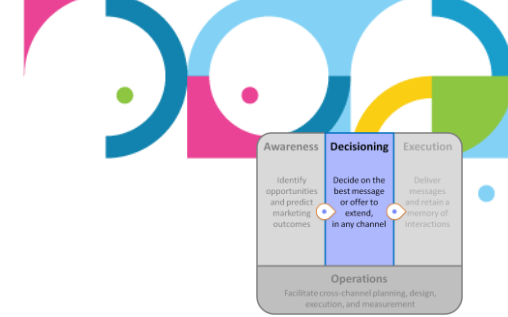 Awareness
Identify
opportunities
and predict
marketing
outcomes
Decisioning
Decide on the
best message
or offer to
extend,
in any channel
Execution
Deliver
messages
and retain a
memory of
interactions
Operations
Facilitate cross-channel planning, design,
execution, and measurement